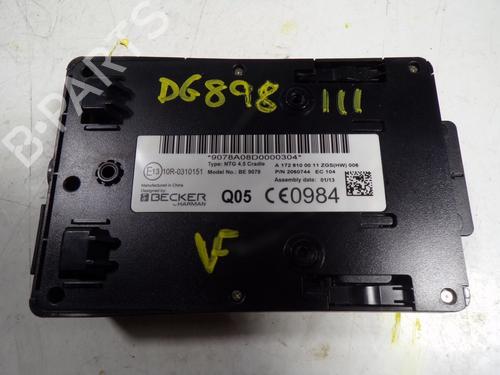 B-PARTS
DG898 III
*9078A08D0000304*
Type: NTG 4.5 Cradle
A 172 810 00 11 ZGS(HW) 006
E13 10R-0310151
Model No.: BE 9078
P/N 2060744 EC 104
Manufactured in China
Assembly date: 01/13
Designed by
BECKER
by HARMAN
Q05 CE0984
VF